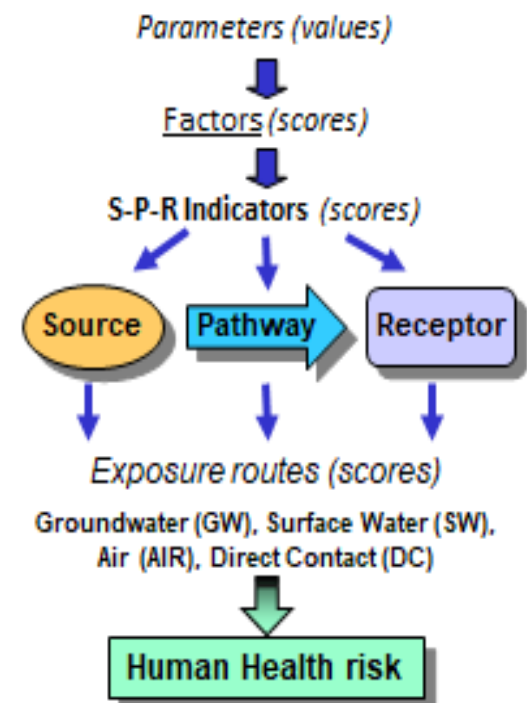 Parameters (values)
Factors (scores)
S-P-R Indicators (scores)
Source Pathway Receptor
Exposure routes (scores)
Groundwater (GW), Surface Water (SW),
Air (AIR), Direct Contact (DC)
Human Health risk